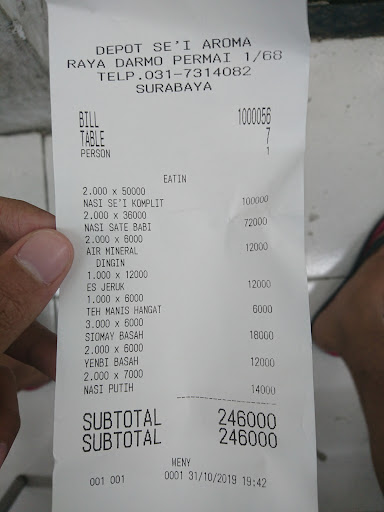 DEPOT SE'I AROMA
RAYA DARMO PERMAI 1/68
TELP.031-7314082
SURABAYA
BILL 1000056
TABLE 7
PERSON 1
EATIN
2.000 x 50000
NASI SE'I KOMPLIT 100000
2.000 x 36000
NASI SATE BABI 72000
2.000 x 6000
AIR MINERAL 12000
DINGIN
1.000 x 12000
ES JERUK 12000
1.000 x 6000
TEH MANIS HANGAT 6000
3.000 x 6000
SIOMAY BASAH 18000
2.000 x 6000
YENBI BASAH 12000
2.000 x 7000
NASI PUTIH 14000
SUBTOTAL 246000
SUBTOTAL 246000
MENY
001 001 0001 31/10/2019 19:42